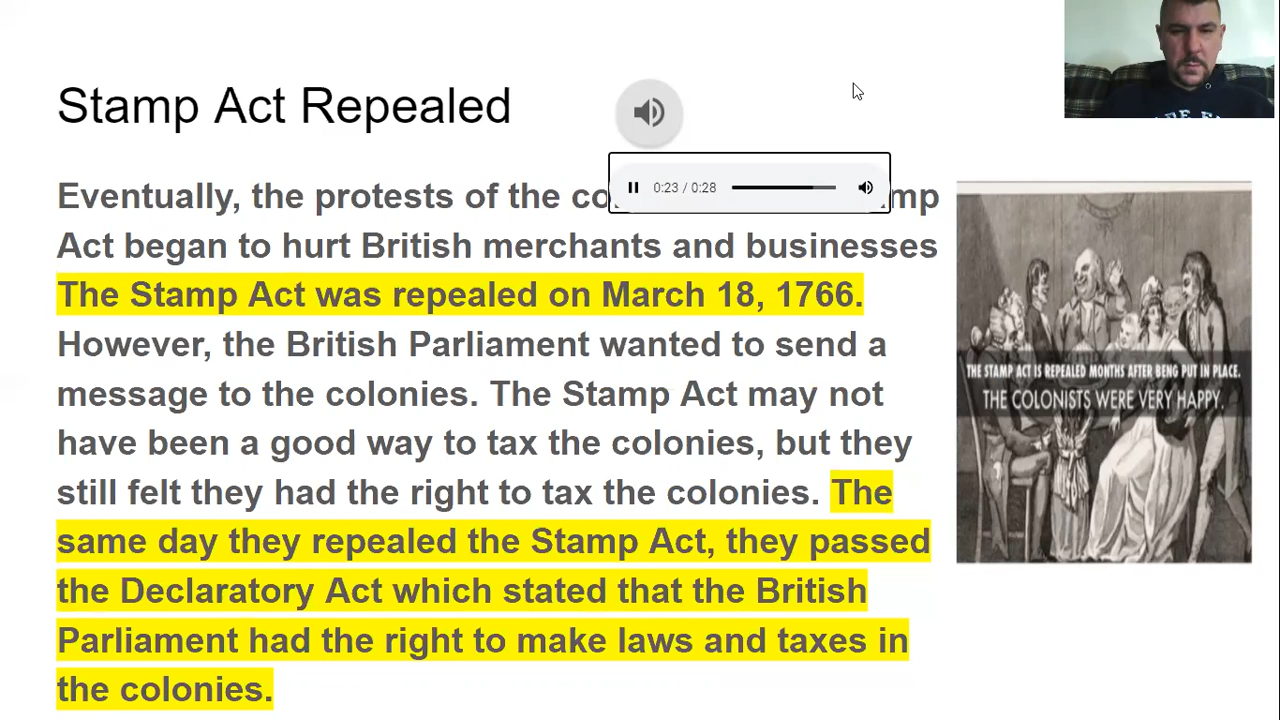 Stamp Act Repealed
0:23 / 0:28
Eventually, the protests of the
Act began to hurt British merchants and businesses
The Stamp Act was repealed on March 18, 1766.
However, the British Parliament wanted to send a
message to the colonies. The Stamp Act may not
have been a good way to tax the colonies, but they
still felt they had the right to tax the colonies. The
same day they repealed the Stamp Act, they passed
the Declaratory Act which stated that the British
Parliament had the right to make laws and taxes in
the colonies.
THE STAMP ACT IS REPEALED MONTHS AFTER BENG PUT IN PLACE.
THE COLONISTS WERE VERY HAPPY.